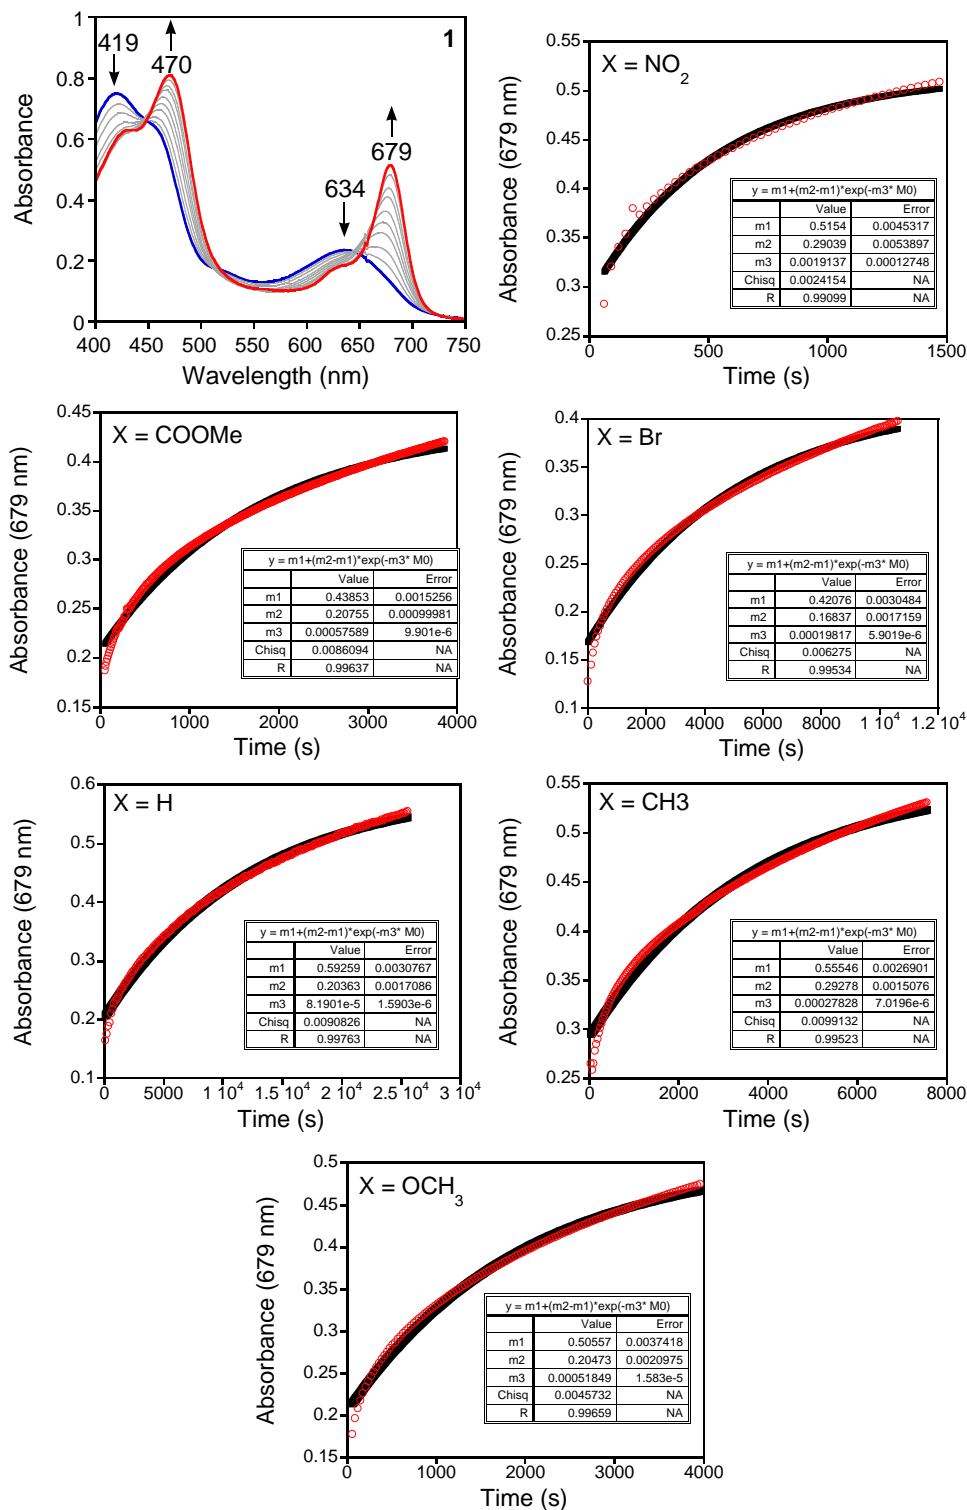 1
419
470
679
634
Absorbance
1
0.8
0.6
0.4
0.2
0
400 450 500 550 600 650 700 750
Wavelength (nm)
X = NO2
Absorbance (679 nm)
0.55
0.5
0.45
0.4
0.35
0.3
0.25
y = m1+(m2-m1)*exp(-m3* M0)
Value Error
m1 0.5154 0.0045317
m2 0.29039 0.0053897
m3 0.0019137 0.00012748
Chisq 0.0024154 NA
R 0.99099 NA
0 500 1000 1500
Time (s)
X = COOMe
Absorbance (679 nm)
0.45
0.4
0.35
0.3
0.25
0.2
0.15
y = m1+(m2-m1)*exp(-m3* M0)
Value Error
m1 0.43853 0.0015256
m2 0.20755 0.00099981
m3 0.00057589 9.901e-6
Chisq 0.0086094 NA
R 0.99637 NA
0 1000 2000 3000 4000
Time (s)
X = Br
Absorbance (679 nm)
0.4
0.35
0.3
0.25
0.2
0.15
0.1
y = m1+(m2-m1)*exp(-m3* M0)
Value Error
m1 0.42076 0.0030484
m2 0.16837 0.0017159
m3 0.00019817 5.9019e-6
Chisq 0.006275 NA
R 0.99534 NA
0 2000 4000 6000 8000 1 10^4 1.2 10^4
Time (s)
X = H
Absorbance (679 nm)
0.6
0.5
0.4
0.3
0.2
0.1
y = m1+(m2-m1)*exp(-m3* M0)
Value Error
m1 0.59259 0.0030767
m2 0.20363 0.0017086
m3 8.1901e-5 1.5903e-6
Chisq 0.0090826 NA
R 0.99763 NA
0 5000 1 10^4 1.5 10^4 2 10^4 2.5 10^4 3 10^4
Time (s)
X = CH3
Absorbance (679 nm)
0.55
0.5
0.45
0.4
0.35
0.3
0.25
y = m1+(m2-m1)*exp(-m3* M0)
Value Error
m1 0.55546 0.0026901
m2 0.29278 0.0015076
m3 0.00027828 7.0196e-6
Chisq 0.0099132 NA
R 0.99523 NA
0 2000 4000 6000 8000
Time (s)
X = OCH3
Absorbance (679 nm)
0.5
0.45
0.4
0.35
0.3
0.25
0.2
0.15
y = m1+(m2-m1)*exp(-m3* M0)
Value Error
m1 0.50557 0.0037418
m2 0.20473 0.0020975
m3 0.00051849 1.583e-5
Chisq 0.0045732 NA
R 0.99659 NA
0 1000 2000 3000 4000
Time (s)